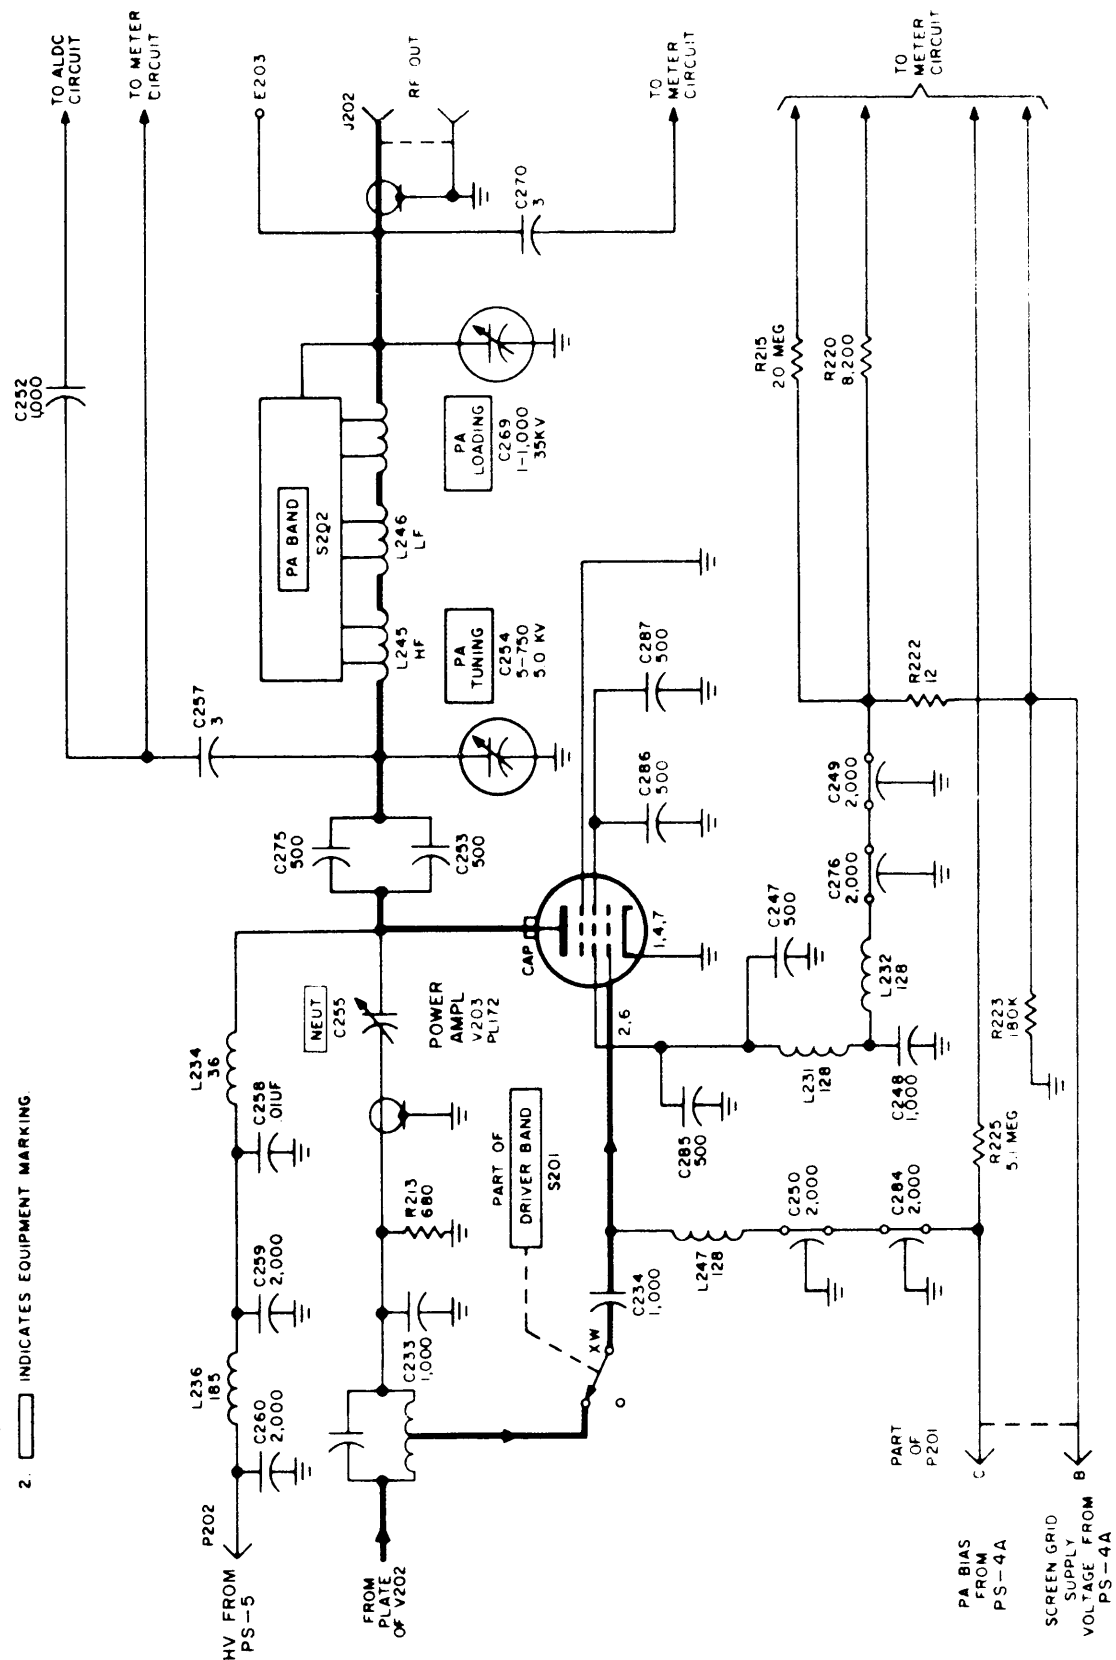 TO ALDC
CIRCUIT
TO METER
CIRCUIT
E203
J202
RF OUT
TO
METER
CIRCUIT
TO
METER
CIRCUIT
C252
1,000
C270
3
R215
20 MEG
R220
8,200
PA BAND
S202
L246
LF
L245
HF
PA
LOADING
C269
1-1,000
35KV
PA
TUNING
C254
5-750
5.0 KV
C257
3
C287
500
C286
500
R222
12
C249
2,000
C276
2,000
C275
500
C253
500
CAP
1,4,7
C247
500
L232
128
NEUT
C255
POWER
AMPL
V203
PL172
2,6
R223
180K
L234
36
C258
.01UF
L231
128
C248
1,000
R225
5.1 MEG
2.
INDICATES EQUIPMENT MARKING.
PART OF
DRIVER BAND
S201
C285
500
C250
2,000
C284
2,000
R213
680
C259
2,000
L247
128
C234
1,000
XW
C233
1,000
L236
185
C260
2,000
PART
OF
P201
C
B
P202
HV FROM
PS-5
FROM
PLATE
OF V202
PA BIAS
FROM
PS-4A
SCREEN GRID
SUPPLY
VOLTAGE FROM
PS-4A